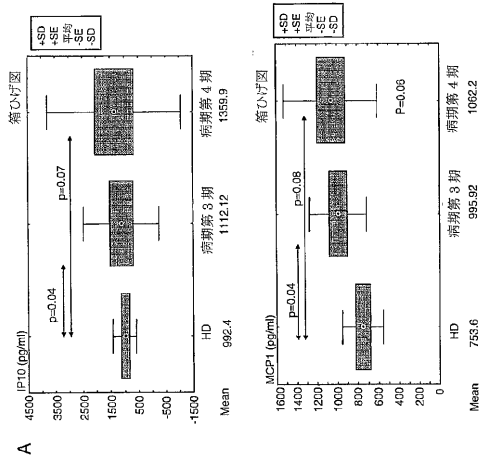 A
箱ひげ図
+SD
+SE
平均
-SE
-SD
IP10 (pg/ml)
4500
3500
2500
1500
500
-500
-1500
p=0.04
p=0.07
HD
病期第 3 期
病期第 4 期
Mean
992.4
1112.12
1359.9
箱ひげ図
+SD
+SE
平均
-SE
-SD
MCP1 (pg/ml)
1600
1400
1200
1000
800
600
400
200
0
p=0.04
p=0.08
P=0.06
HD
病期第 3 期
病期第 4 期
Mean
753.6
995.92
1062.2